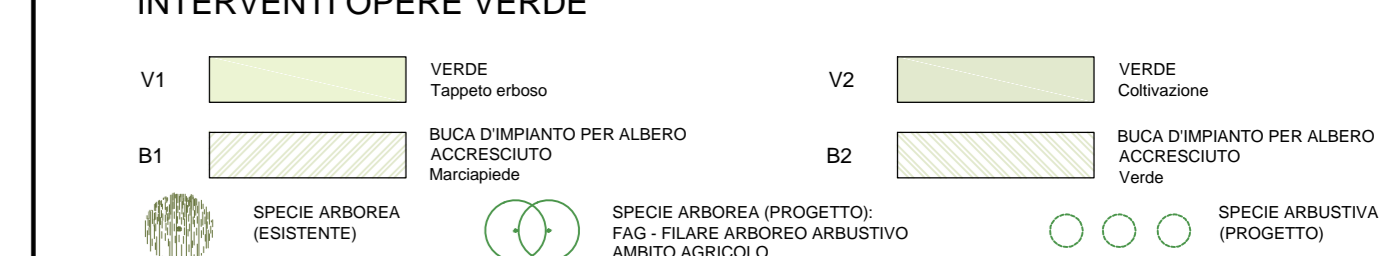 INTERVENTI OPERE VERDE
V1
VERDE
Tappeto erboso
V2
VERDE
Coltivazione
B1
BUCA D'IMPIANTO PER ALBERO
ACCRESCIUTO
Marciapiede
B2
BUCA D'IMPIANTO PER ALBERO
ACCRESCIUTO
Verde
SPECIE ARBOREA
(ESISTENTE)
SPECIE ARBOREA (PROGETTO):
FAG - FILARE ARBOREO ARBUSTIVO
AMBITO AGRICOLO
SPECIE ARBUSTIVA
(PROGETTO)